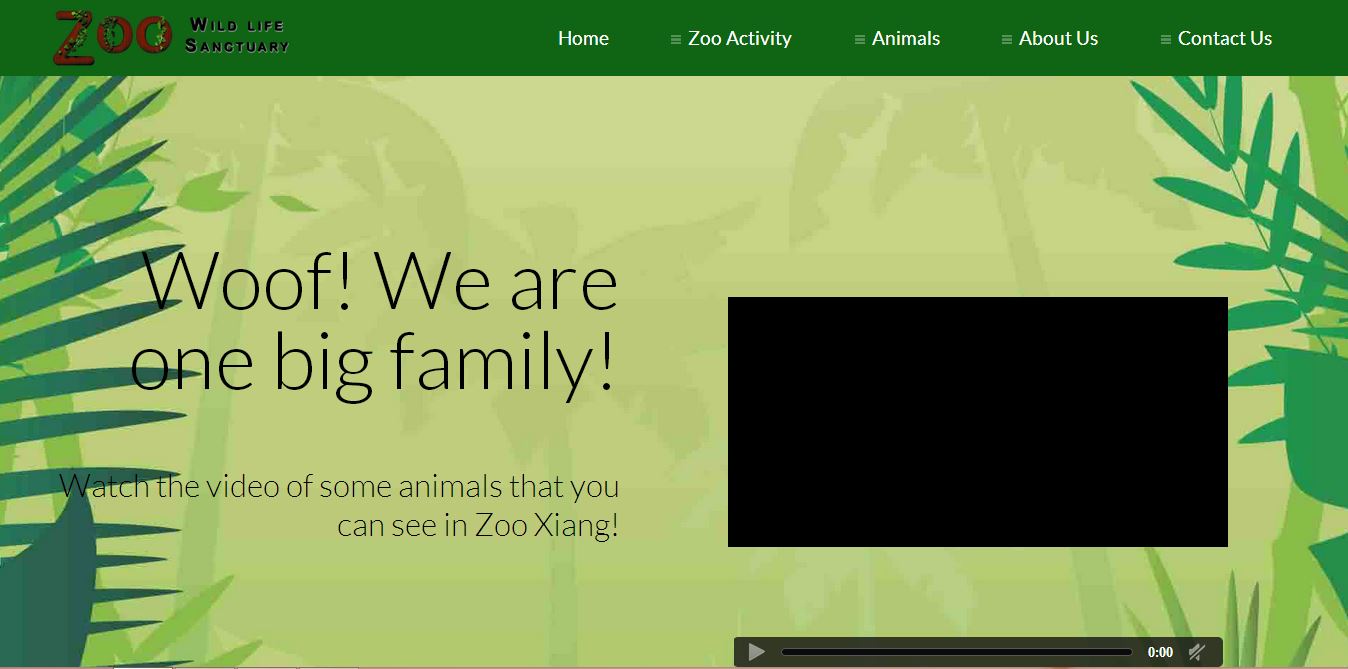 Zoo Wild life
Sanctuary
Home
Zoo Activity
Animals
About Us
Contact Us
Woof! We are
one big family!
Watch the video of some animals that you
can see in Zoo Xiang!
0:00